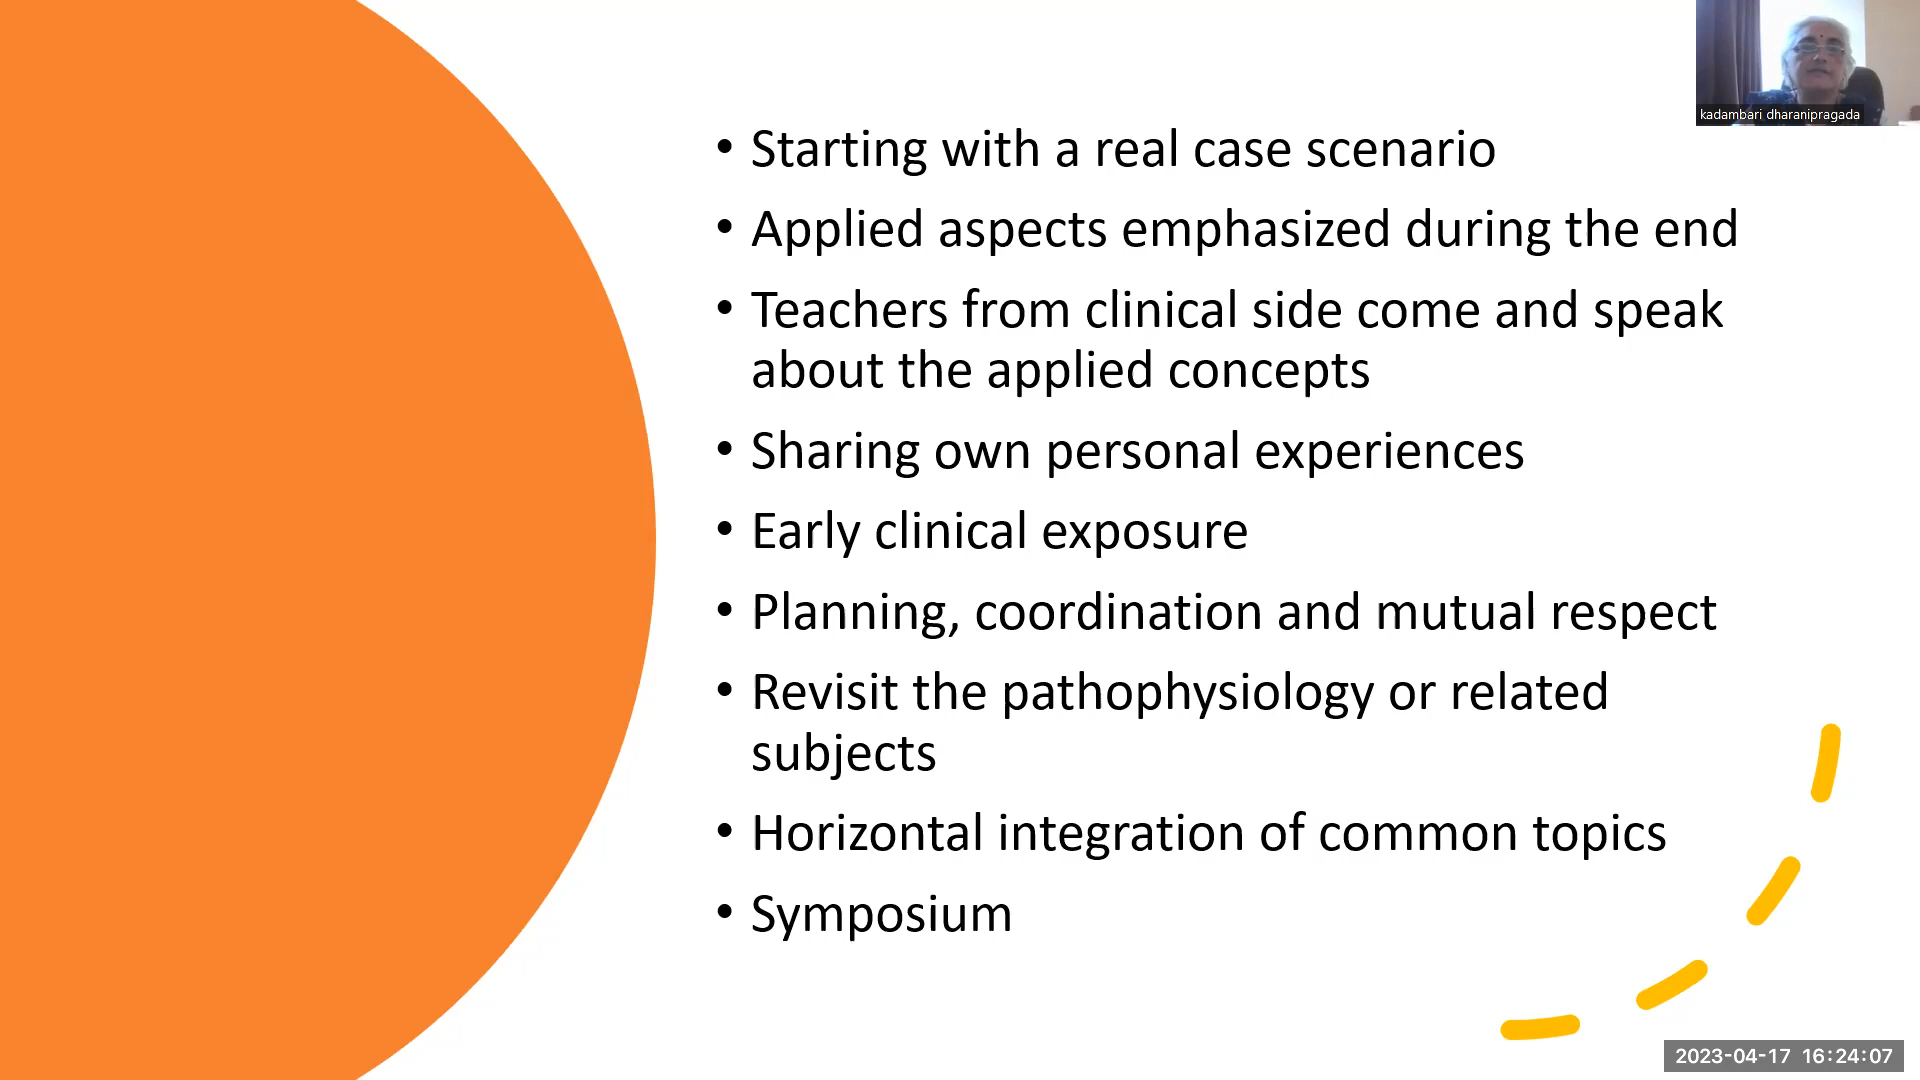 kadambari dharanipragada
• Starting with a real case scenario
• Applied aspects emphasized during the end
• Teachers from clinical side come and speak
about the applied concepts
• Sharing own personal experiences
• Early clinical exposure
• Planning, coordination and mutual respect
• Revisit the pathophysiology or related
subjects
• Horizontal integration of common topics
• Symposium
2023-04-17 16:24:07